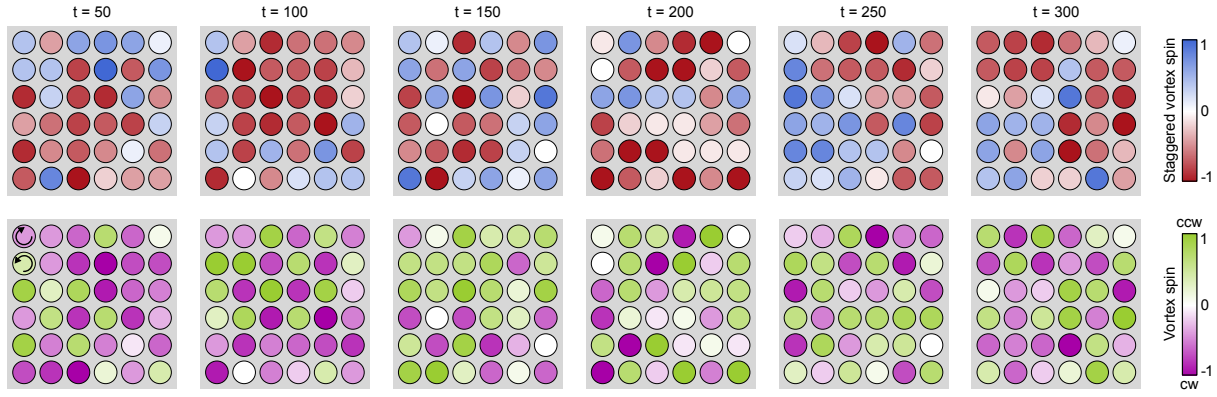 t = 50
t = 100
t = 150
t = 200
t = 250
t = 300
1
0
-1
Staggered vortex spin
ccw
1
0
-1
cw
Vortex spin